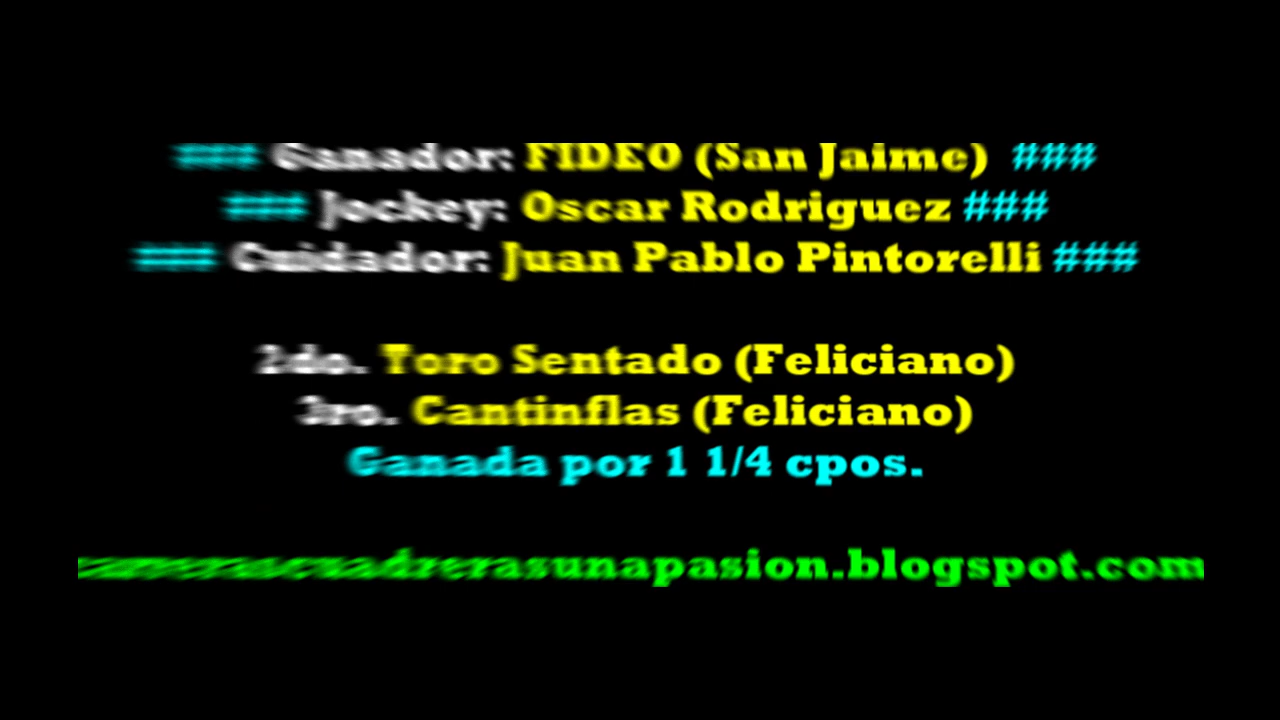 ### Ganador: FIDEO (San Jaime) ###
### Jockey: Oscar Rodriguez ###
### Cuidador: Juan Pablo Pintorelli ###
2do. Toro Sentado (Feliciano)
3ro. Cantinflas (Feliciano)
Ganada por 1 1/4 cpos.
carrerascuadrerasunapasion.blogspot.com